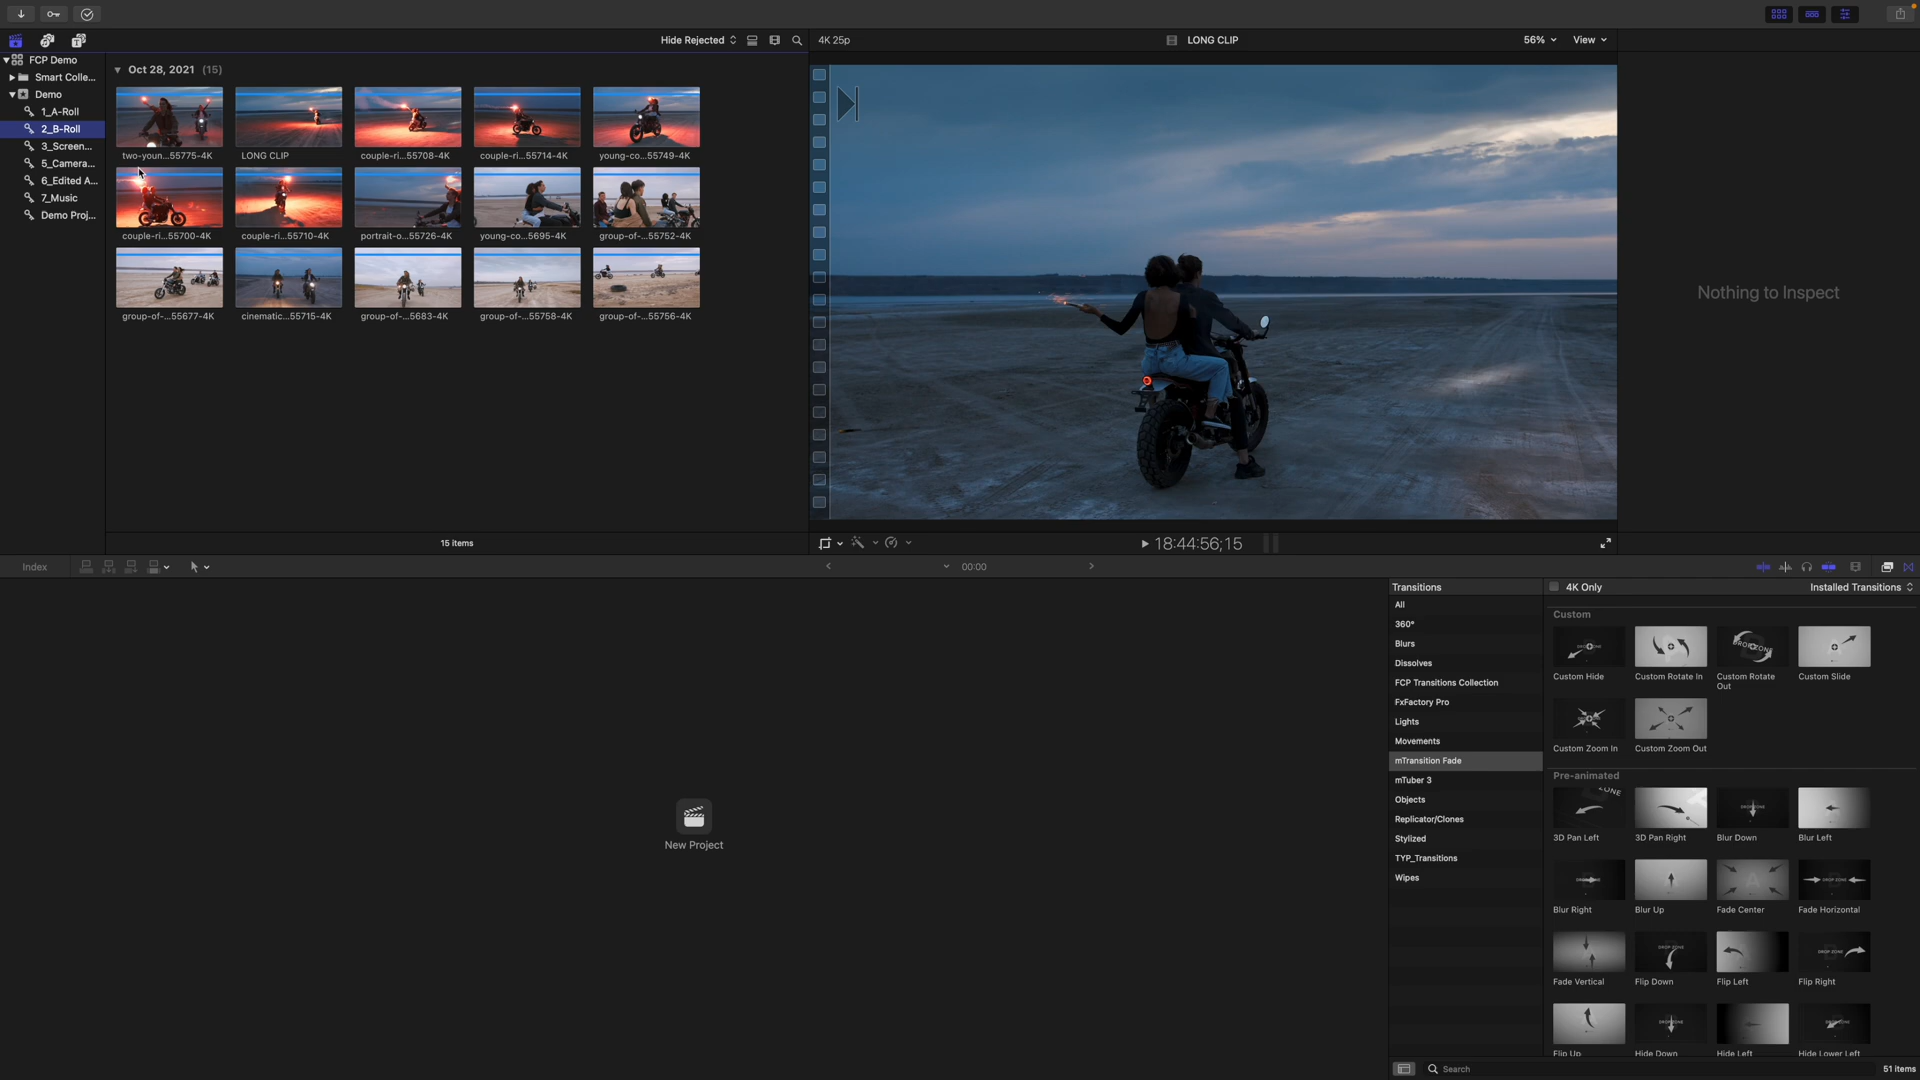 Hide Rejected
4K 25p
LONG CLIP
56%
View
FCP Demo
Smart Colle...
Demo
1_A-Roll
2_B-Roll
3_Screen...
5_Camera...
6_Edited A...
7_Music
Demo Proj...
Oct 28, 2021 (15)
two-youn...55775-4K
LONG CLIP
couple-ri...55708-4K
couple-ri...55714-4K
young-co...55749-4K
couple-ri...55700-4K
couple-ri...55710-4K
portrait-o...55726-4K
young-co...5695-4K
group-of-...55752-4K
group-of-...55677-4K
cinematic...55715-4K
group-of-...5683-4K
group-of-...55758-4K
group-of-...55756-4K
15 items
18:44:56;15
Nothing to Inspect
Index
00:00
New Project
Transitions
All
360°
Blurs
Dissolves
FCP Transitions Collection
FxFactory Pro
Lights
Movements
mTransition Fade
mTuber 3
Objects
Replicator/Clones
Stylized
TYP_Transitions
Wipes
4K Only
Installed Transitions
Custom
Custom Hide
Custom Rotate In
Custom Rotate
Out
Custom Slide
Custom Zoom In
Custom Zoom Out
Pre-animated
3D Pan Left
3D Pan Right
Blur Down
Blur Left
Blur Right
Blur Up
Fade Center
Fade Horizontal
Fade Vertical
Flip Down
Flip Left
Flip Right
Flip Up
Hide Down
Hide Left
Hide Lower Left
Search
51 items